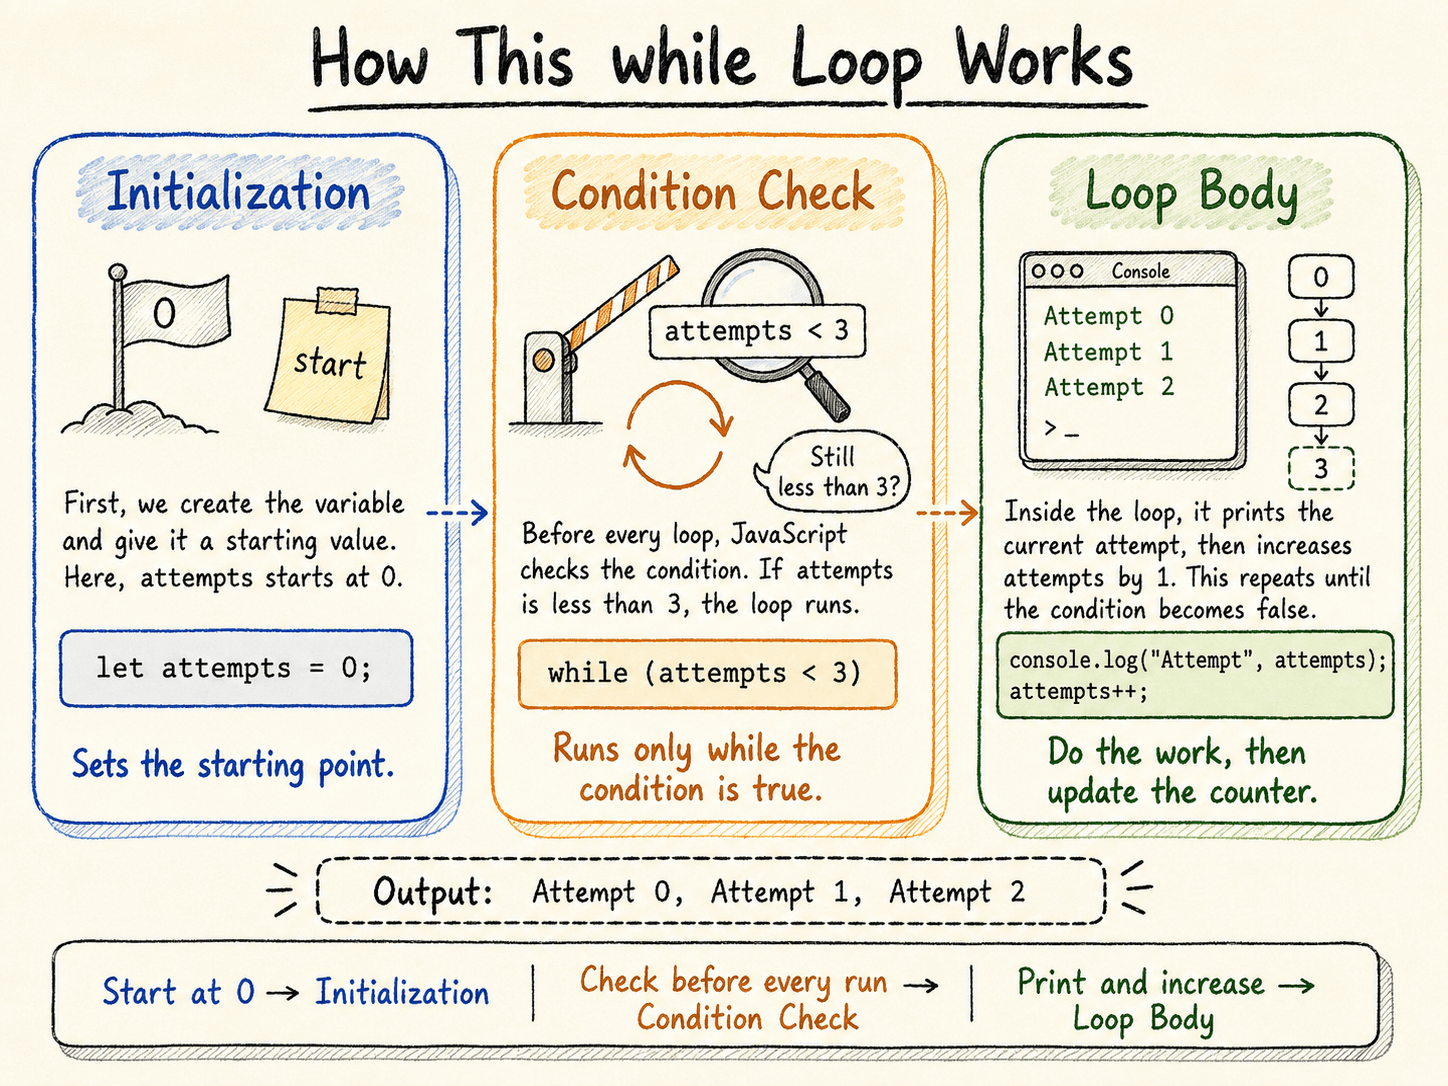 How This while Loop Works
Initialization
0
start
First, we create the variable
and give it a starting value.
Here, attempts starts at 0.
let attempts = 0;
Sets the starting point.
Condition Check
attempts < 3
Still
less than 3?
Before every loop, JavaScript
checks the condition. If attempts
is less than 3, the loop runs.
while (attempts < 3)
Runs only while the
condition is true.
Loop Body
Console
Attempt 0
Attempt 1
Attempt 2
>_
0
1
2
3
Inside the loop, it prints the
current attempt, then increases
attempts by 1. This repeats until
the condition becomes false.
console.log("Attempt", attempts);
attempts++;
Do the work, then
update the counter.
Output: Attempt 0, Attempt 1, Attempt 2
Start at 0 → Initialization
Check before every run →
Condition Check
Print and increase →
Loop Body